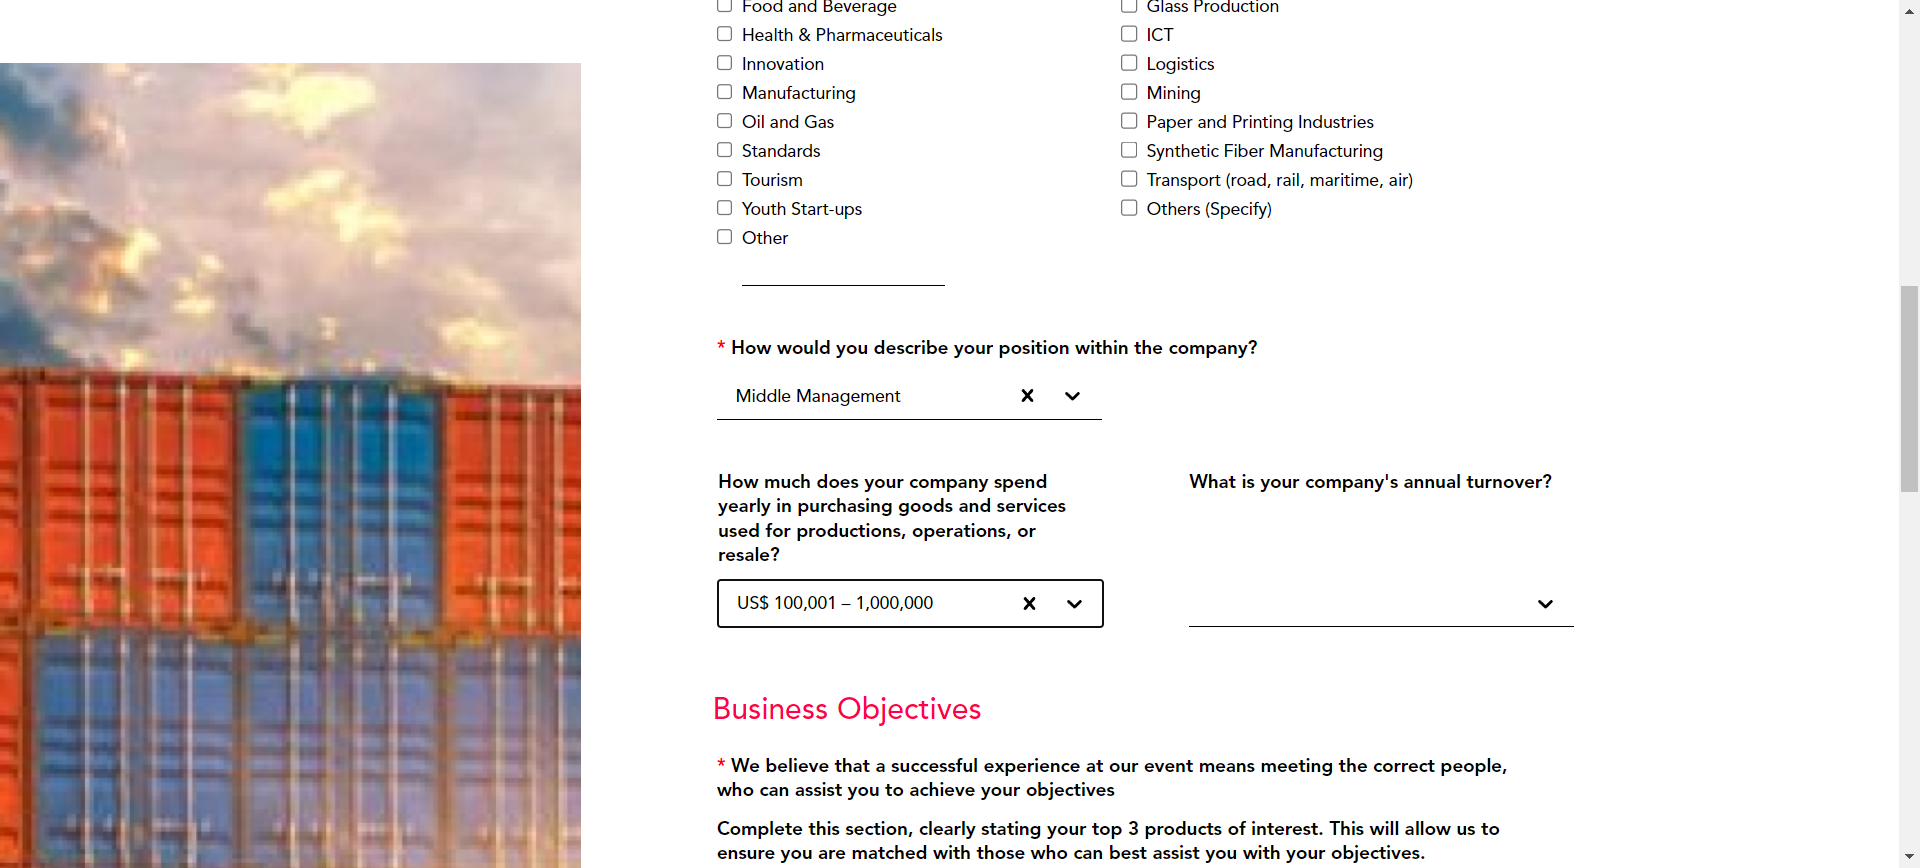 Food and Beverage
Glass Production
Health & Pharmaceuticals
ICT
Innovation
Logistics
Manufacturing
Mining
Oil and Gas
Paper and Printing Industries
Standards
Synthetic Fiber Manufacturing
Tourism
Transport (road, rail, maritime, air)
Youth Start-ups
Others (Specify)
Other
* How would you describe your position within the company?
Middle Management
How much does your company spend
yearly in purchasing goods and services
used for productions, operations, or
resale?
US$ 100,001 – 1,000,000
What is your company's annual turnover?
Business Objectives
* We believe that a successful experience at our event means meeting the correct people,
who can assist you to achieve your objectives
Complete this section, clearly stating your top 3 products of interest. This will allow us to
ensure you are matched with those who can best assist you with your objectives.